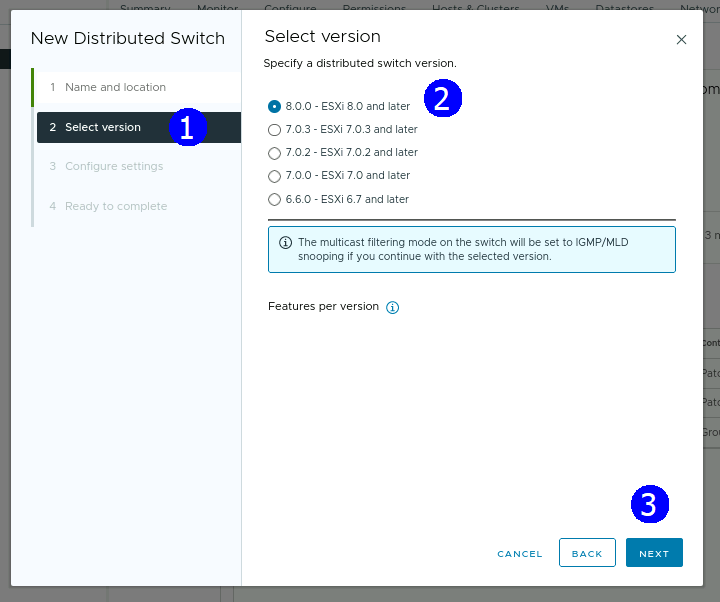 Summary Monitor Configure Permissions Hosts & Clusters VMs Datastores Networ
New Distributed Switch
1 Name and location
2 Select version
1
3 Configure settings
4 Ready to complete
Select version
Specify a distributed switch version.
8.0.0 - ESXi 8.0 and later
2
7.0.3 - ESXi 7.0.3 and later
7.0.2 - ESXi 7.0.2 and later
7.0.0 - ESXi 7.0 and later
6.6.0 - ESXi 6.7 and later
The multicast filtering mode on the switch will be set to IGMP/MLD
snooping if you continue with the selected version.
Features per version
3
CANCEL BACK NEXT